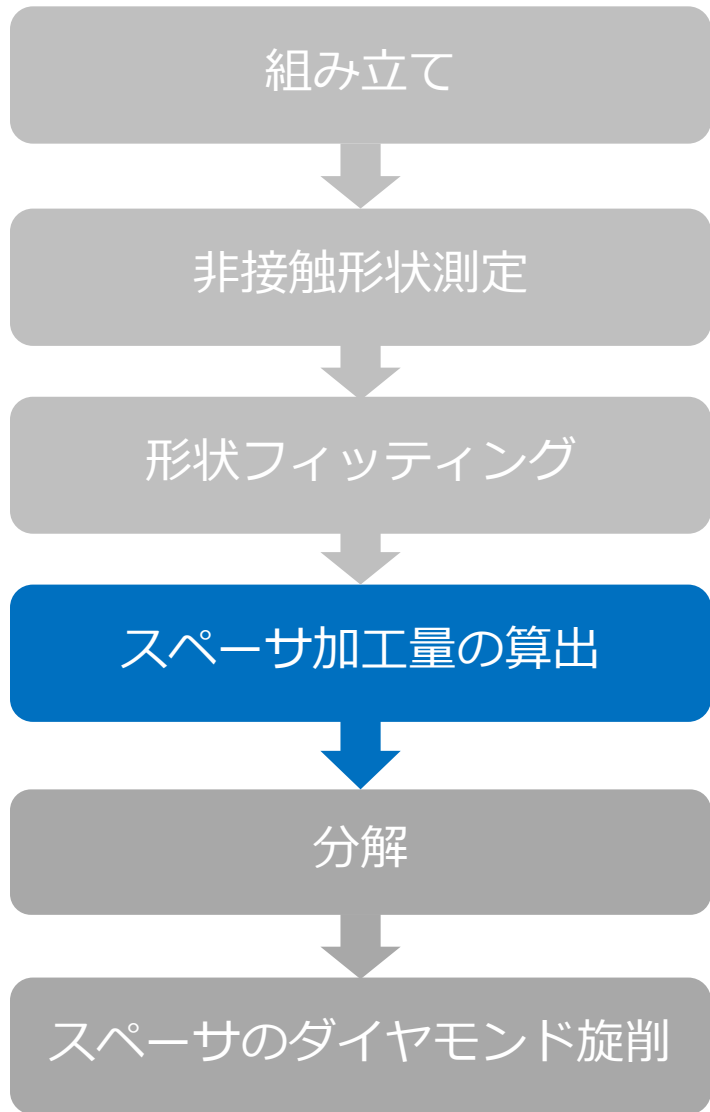 組み立て
非接触形状測定
形状フィッティング
スペーサ加工量の算出
分解
スペーサのダイヤモンド旋削